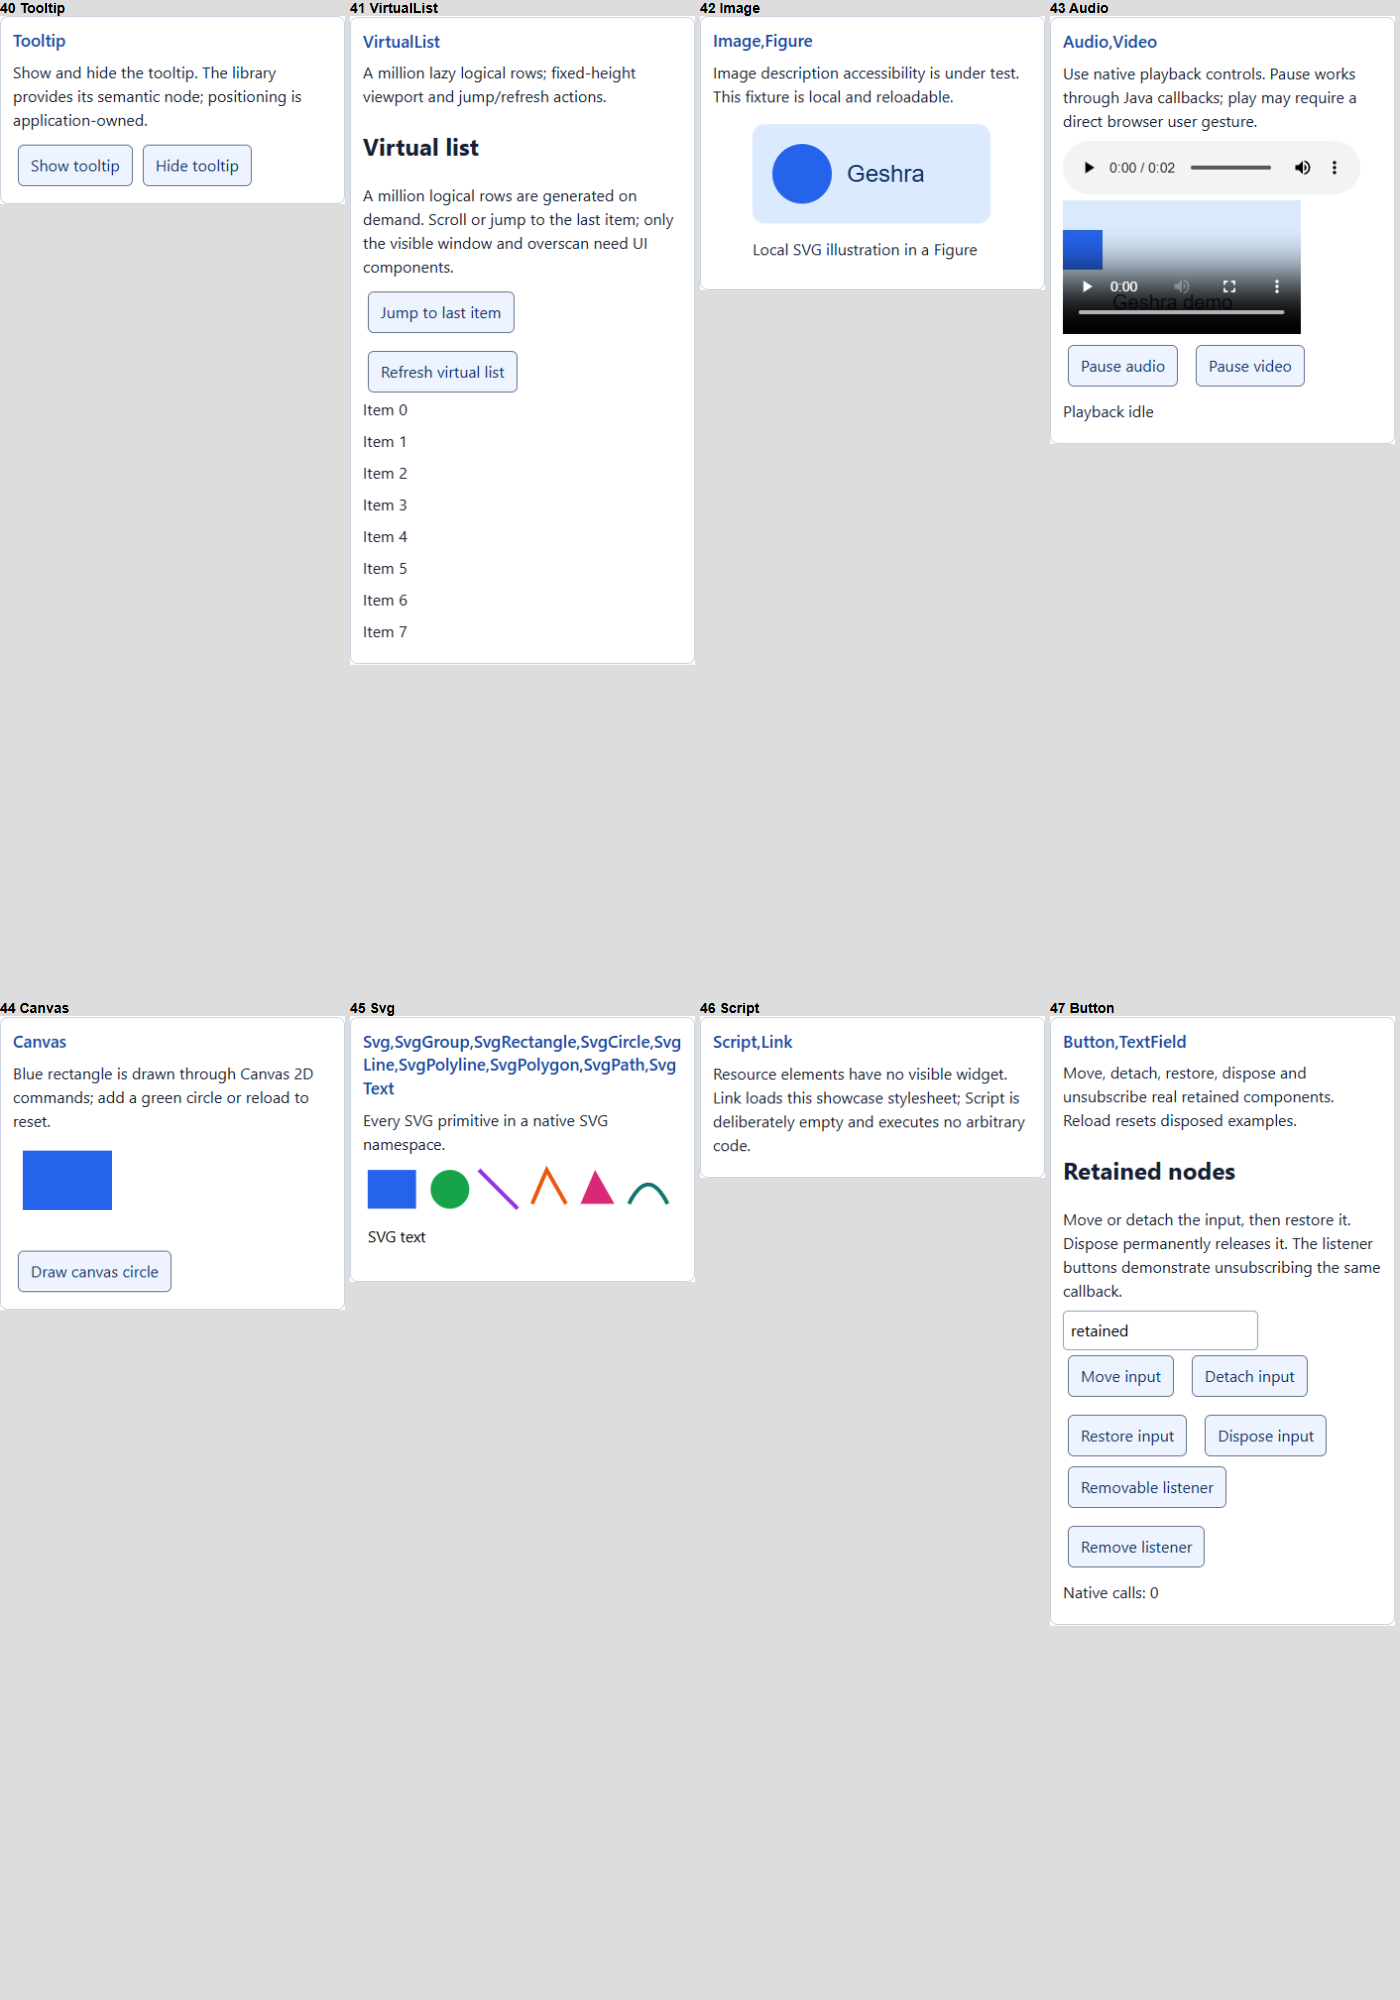 40 Tooltip
Tooltip
Show and hide the tooltip. The library
provides its semantic node; positioning is
application-owned.
Show tooltip
Hide tooltip
41 VirtualList
VirtualList
A million lazy logical rows; fixed-height
viewport and jump/refresh actions.
Virtual list
A million logical rows are generated on
demand. Scroll or jump to the last item; only
the visible window and overscan need UI
components.
Jump to last item
Refresh virtual list
Item 0
Item 1
Item 2
Item 3
Item 4
Item 5
Item 6
Item 7
42 Image
Image,Figure
Image description accessibility is under test.
This fixture is local and reloadable.
Geshra
Local SVG illustration in a Figure
43 Audio
Audio,Video
Use native playback controls. Pause works
through Java callbacks; play may require a
direct browser user gesture.
0:00 / 0:02
0:00
Geshra demo
Pause audio
Pause video
Playback idle
44 Canvas
Canvas
Blue rectangle is drawn through Canvas 2D
commands; add a green circle or reload to
reset.
Draw canvas circle
45 Svg
Svg,SvgGroup,SvgRectangle,SvgCircle,Svg
Line,SvgPolyline,SvgPolygon,SvgPath,Svg
Text
Every SVG primitive in a native SVG
namespace.
SVG text
46 Script
Script,Link
Resource elements have no visible widget.
Link loads this showcase stylesheet; Script is
deliberately empty and executes no arbitrary
code.
47 Button
Button,TextField
Move, detach, restore, dispose and
unsubscribe real retained components.
Reload resets disposed examples.
Retained nodes
Move or detach the input, then restore it.
Dispose permanently releases it. The listener
buttons demonstrate unsubscribing the same
callback.
retained
Move input
Detach input
Restore input
Dispose input
Removable listener
Remove listener
Native calls: 0